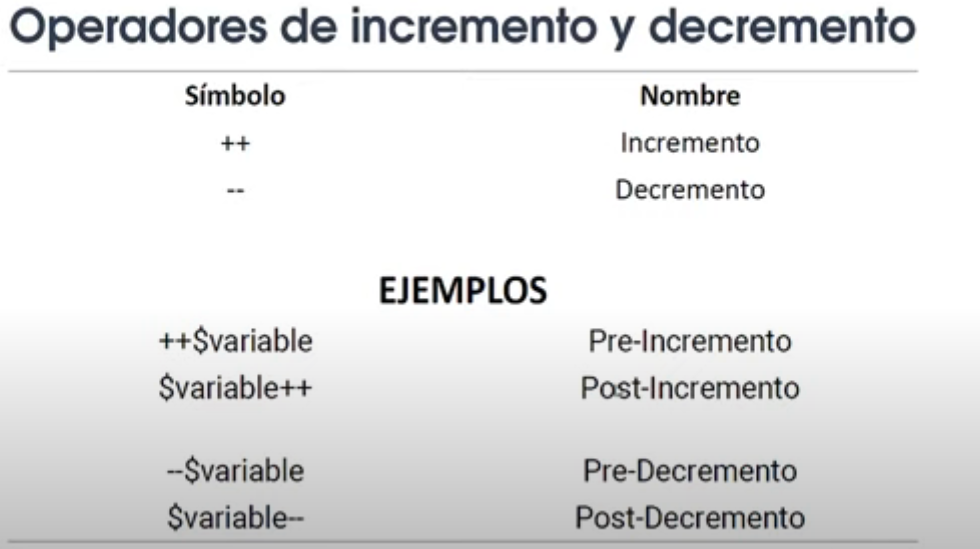 Operadores de incremento y decremento
Símbolo Nombre
++ Incremento
-- Decremento
EJEMPLOS
++$variable Pre-Incremento
$variable++ Post-Incremento
--$variable Pre-Decremento
$variable-- Post-Decremento